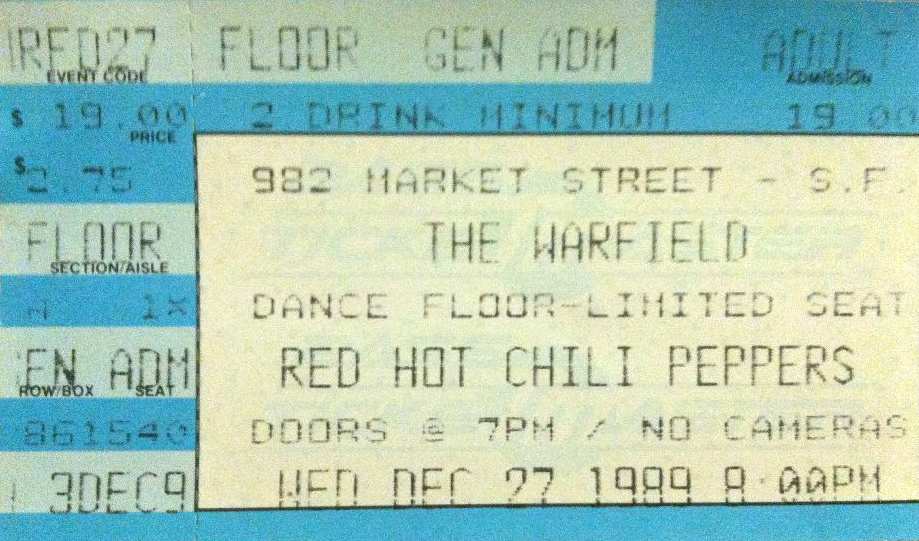 RED27 FLOOR GEN ADM ADULT
EVENT CODE ADMISSION
$ 19.00 2 DRINK MINIMUM 19 00
PRICE
$2.75 982 MARKET STREET - S.F.
FLOOR THE WARFIELD
SECTION/AISLE
A 1X DANCE FLOOR-LIMITED SEAT
EN ADM RED HOT CHILI PEPPERS
ROW/BOX SEAT
861540 DOORS @ 7PM / NO CAMERAS
3DEC9 WED DEC 27 1989 8:00PM